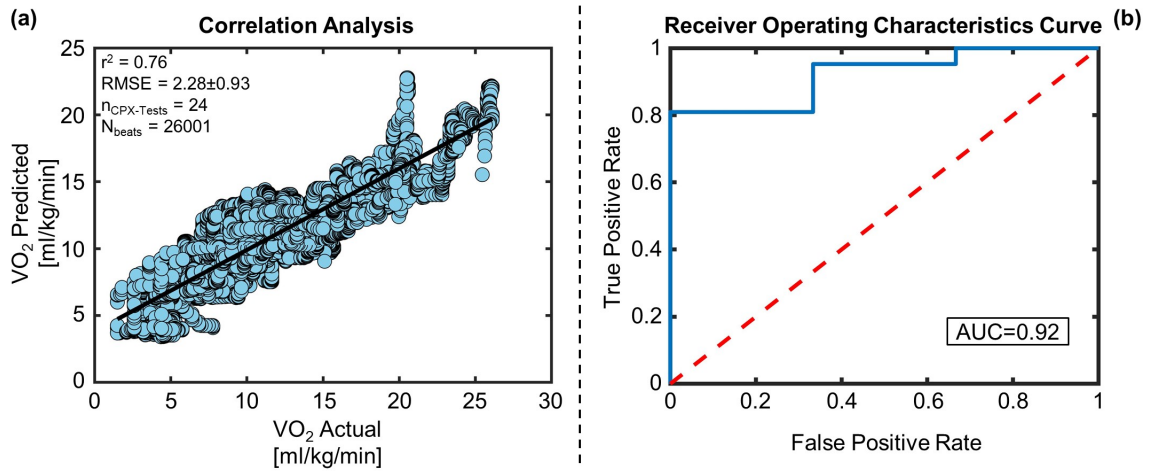 (a)
Correlation Analysis
r² = 0.76
RMSE = 2.28±0.93
nCPX-Tests = 24
Nbeats = 26001
VO₂ Predicted
[ml/kg/min]
25
20
15
10
5
0
0 5 10 15 20 25 30
VO₂ Actual
[ml/kg/min]
(b)
Receiver Operating Characteristics Curve
True Positive Rate
1
0.8
0.6
0.4
0.2
0
AUC=0.92
0 0.2 0.4 0.6 0.8 1
False Positive Rate